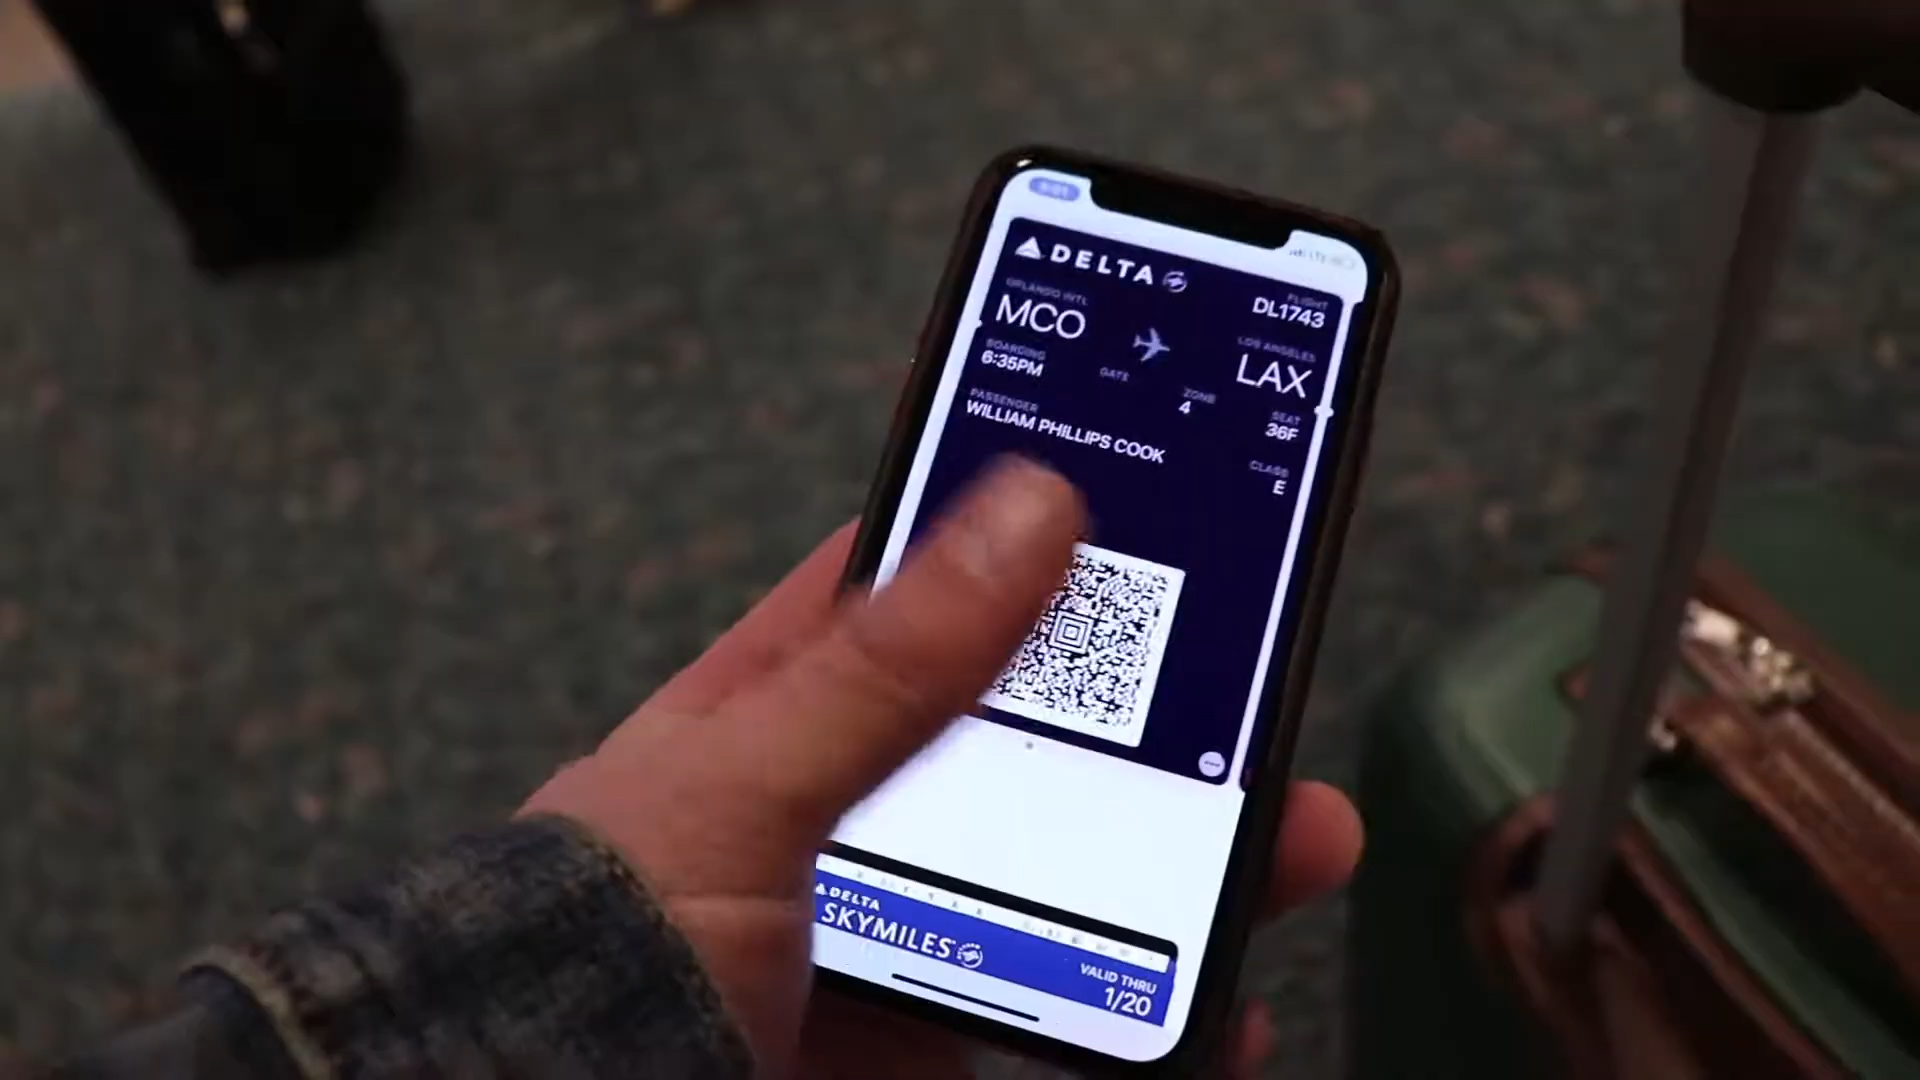 DELTA
ORLANDO INTL
MCO
FLIGHT
DL1743
LOS ANGELES
LAX
BOARDING
6:35PM
GATE
ZONE
4
SEAT
36F
PASSENGER
WILLIAM PHILLIPS COOK
CLASS
E
DELTA
SKYMILES
VALID THRU
1/20